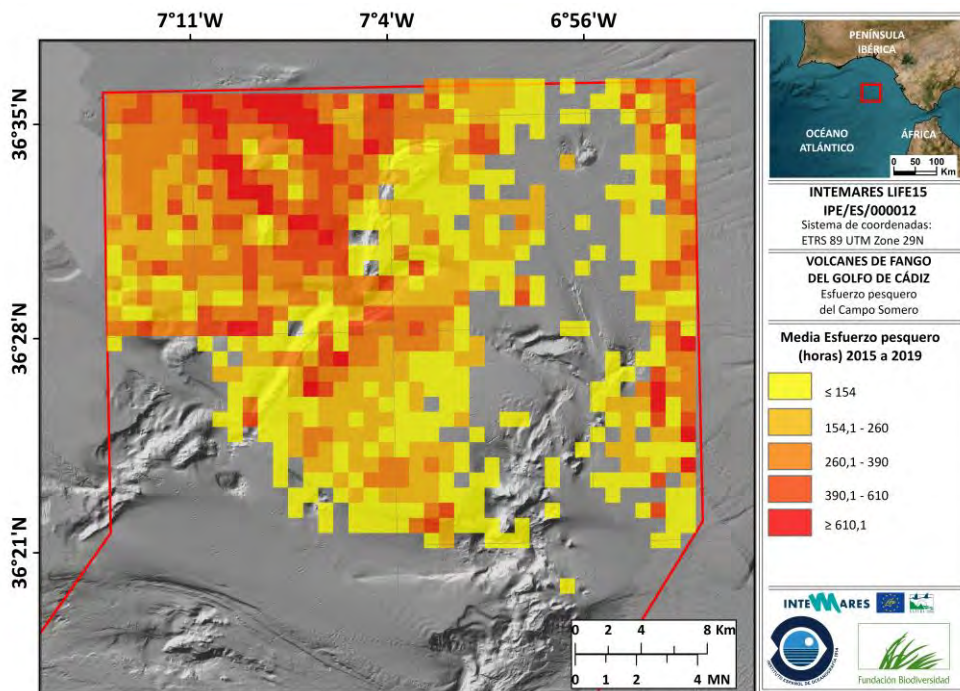 7°11'W
7°4'W
6°56'W
36°35'N
36°28'N
36°21'N
0 2 4 8 Km
0 1 2 4 MN
PENÍNSULA
IBÉRICA
OCÉANO
ATLÁNTICO
ÁFRICA
0 50 100
Km
INTEMARES LIFE15
IPE/ES/000012
Sistema de coordenadas:
ETRS 89 UTM Zone 29N
VOLCANES DE FANGO
DEL GOLFO DE CÁDIZ
Esfuerzo pesquero
del Campo Somero
Media Esfuerzo pesquero
(horas) 2015 a 2019
≤ 154
154,1 - 260
260,1 - 390
390,1 - 610
≥ 610,1
INTEMARES
INSTITUTO ESPAÑOL DE OCEANOGRAFÍA
Fundación Biodiversidad